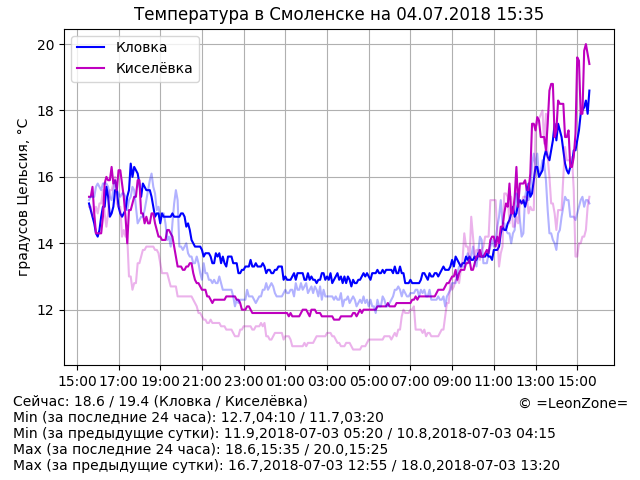 Температура в Смоленске на 04.07.2018 15:35
Кловка
Киселёвка
градусов Цельсия, °C
20
18
16
14
12
15:00 17:00 19:00 21:00 23:00 01:00 03:00 05:00 07:00 09:00 11:00 13:00 15:00
Сейчас: 18.6 / 19.4 (Кловка / Киселёвка)
© =LeonZone=
Min (за последние 24 часа): 12.7,04:10 / 11.7,03:20
Min (за предыдущие сутки): 11.9,2018-07-03 05:20 / 10.8,2018-07-03 04:15
Max (за последние 24 часа): 18.6,15:35 / 20.0,15:25
Max (за предыдущие сутки): 16.7,2018-07-03 12:55 / 18.0,2018-07-03 13:20